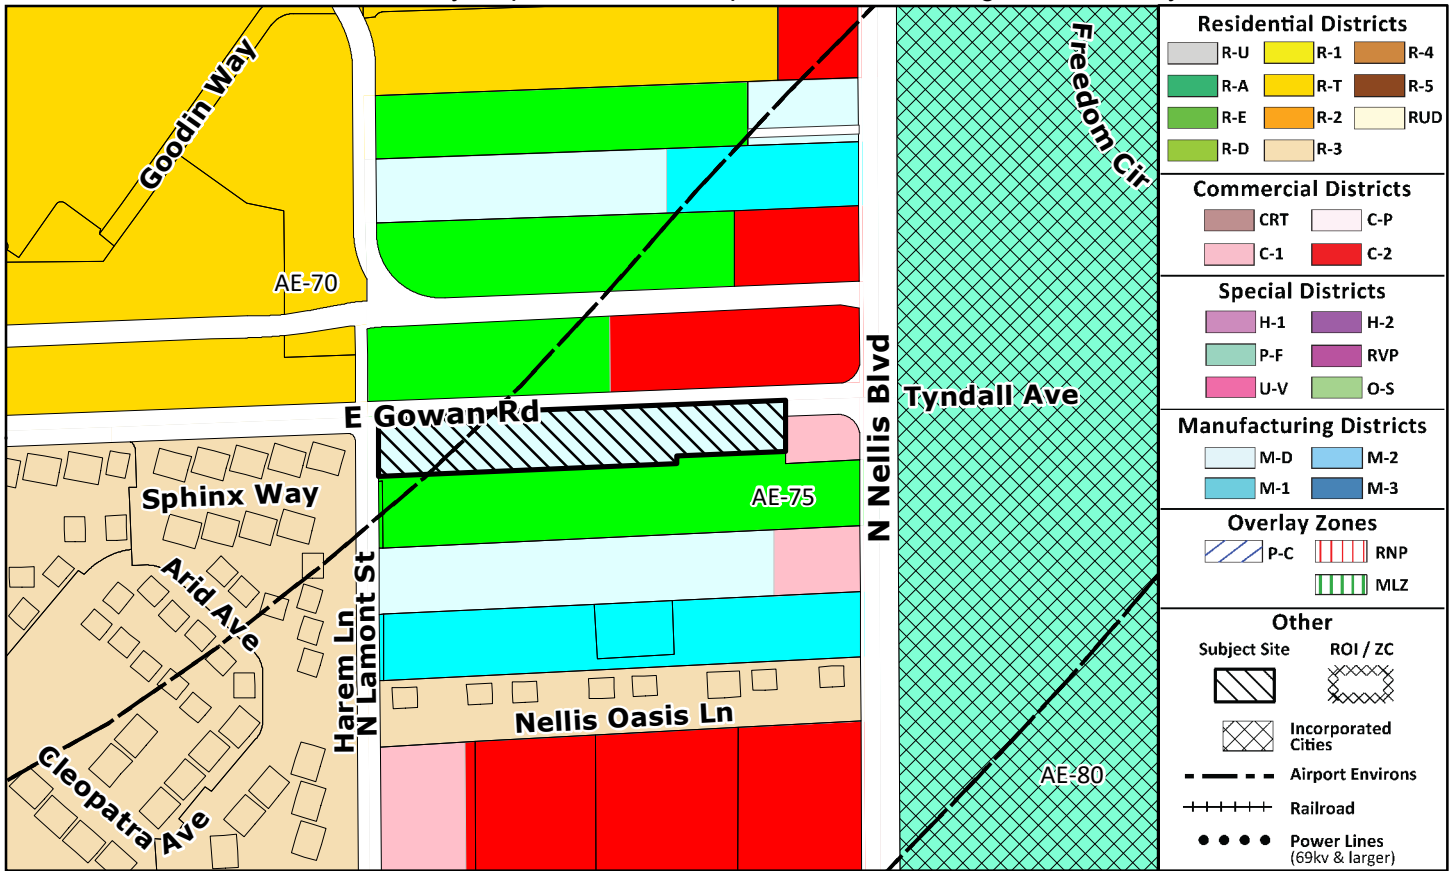 Goodin Way
Freedom Cir
AE-70
E Gowan Rd
Tyndall Ave
N Nellis Blvd
Sphinx Way
AE-75
Arid Ave
Harem Ln
N Lamont St
Nellis Oasis Ln
Cleopatra Ave
AE-80
Residential Districts
R-U R-1 R-4
R-A R-T R-5
R-E R-2 RUD
R-D R-3
Commercial Districts
CRT C-P
C-1 C-2
Special Districts
H-1 H-2
P-F RVP
U-V O-S
Manufacturing Districts
M-D M-2
M-1 M-3
Overlay Zones
P-C RNP
MLZ
Other
Subject Site ROI / ZC
Incorporated
Cities
Airport Environs
Railroad
Power Lines
(69kv & larger)